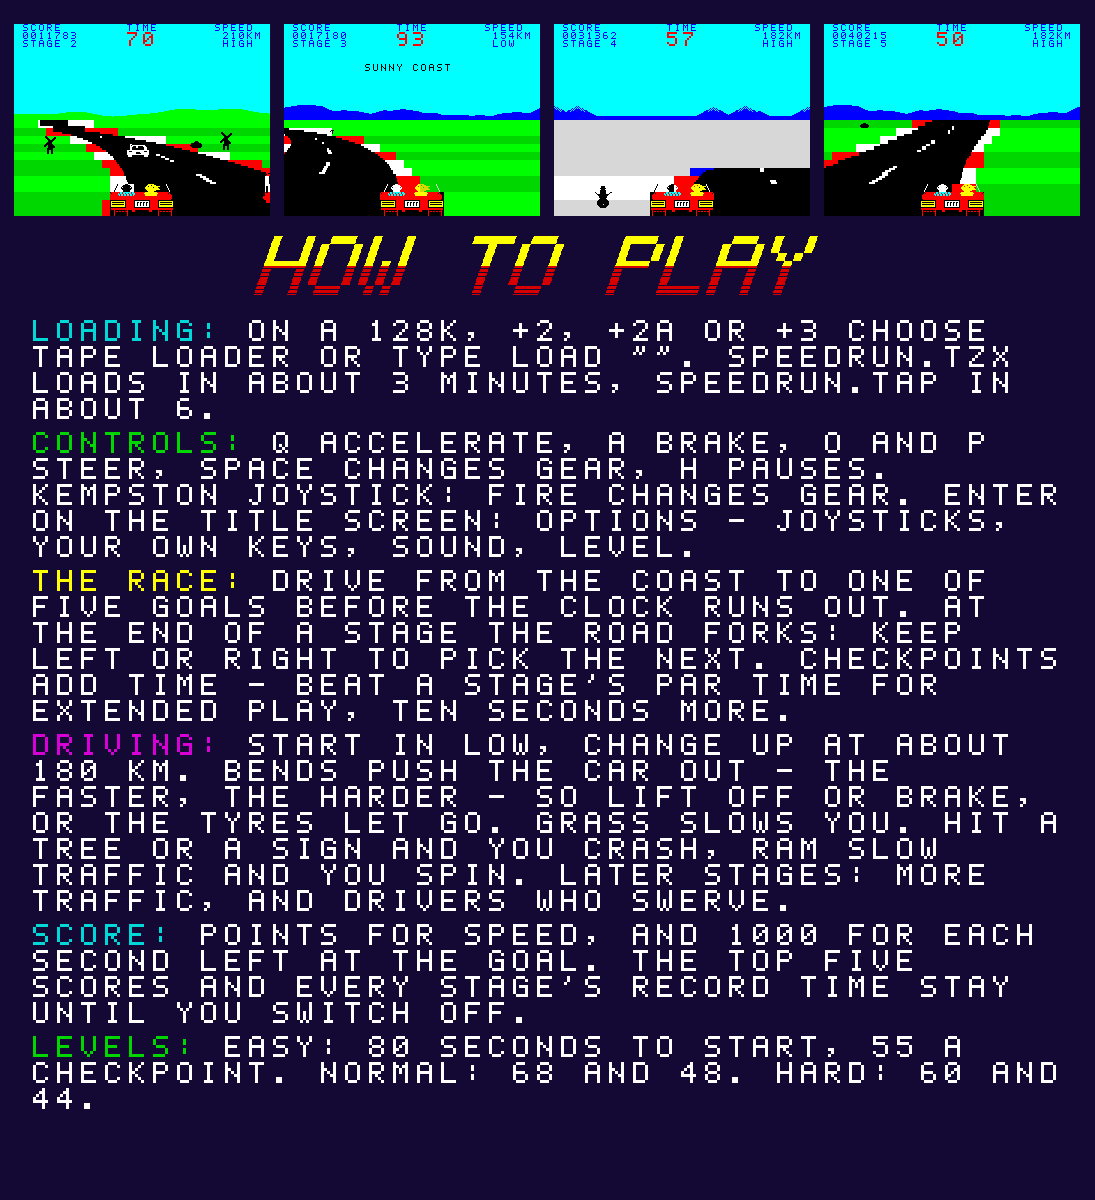 SCORE TIME SPEED
0011783 70 210KM
STAGE 2 HIGH
SCORE TIME SPEED
0017180 93 154KM
STAGE 3 LOW
SUNNY COAST
SCORE TIME SPEED
0031362 57 182KM
STAGE 4 HIGH
SCORE TIME SPEED
0040215 50 182KM
STAGE 5 HIGH
HOW TO PLAY
LOADING: ON A 128K, +2, +2A OR +3 CHOOSE
TAPE LOADER OR TYPE LOAD "". SPEEDRUN.TZX
LOADS IN ABOUT 3 MINUTES, SPEEDRUN.TAP IN
ABOUT 6.
CONTROLS: Q ACCELERATE, A BRAKE, O AND P
STEER, SPACE CHANGES GEAR, H PAUSES.
KEMPSTON JOYSTICK: FIRE CHANGES GEAR. ENTER
ON THE TITLE SCREEN: OPTIONS - JOYSTICKS,
YOUR OWN KEYS, SOUND, LEVEL.
THE RACE: DRIVE FROM THE COAST TO ONE OF
FIVE GOALS BEFORE THE CLOCK RUNS OUT. AT
THE END OF A STAGE THE ROAD FORKS: KEEP
LEFT OR RIGHT TO PICK THE NEXT. CHECKPOINTS
ADD TIME - BEAT A STAGE'S PAR TIME FOR
EXTENDED PLAY, TEN SECONDS MORE.
DRIVING: START IN LOW, CHANGE UP AT ABOUT
180 KM. BENDS PUSH THE CAR OUT - THE
FASTER, THE HARDER - SO LIFT OFF OR BRAKE,
OR THE TYRES LET GO. GRASS SLOWS YOU. HIT A
TREE OR A SIGN AND YOU CRASH, RAM SLOW
TRAFFIC AND YOU SPIN. LATER STAGES: MORE
TRAFFIC, AND DRIVERS WHO SWERVE.
SCORE: POINTS FOR SPEED, AND 1000 FOR EACH
SECOND LEFT AT THE GOAL. THE TOP FIVE
SCORES AND EVERY STAGE'S RECORD TIME STAY
UNTIL YOU SWITCH OFF.
LEVELS: EASY: 80 SECONDS TO START, 55 A
CHECKPOINT. NORMAL: 68 AND 48. HARD: 60 AND
44.